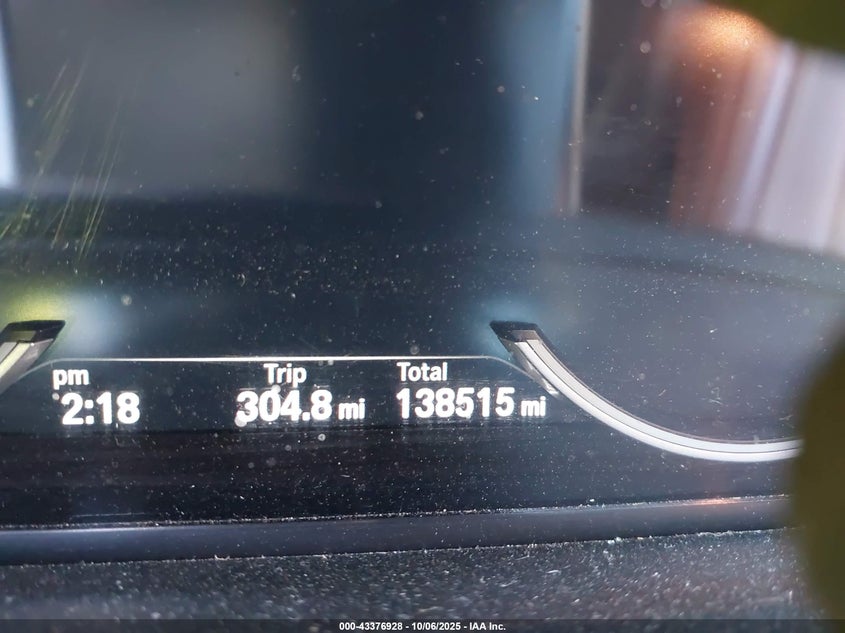 pm Trip Total
2:18 304.8 mi 138515 mi
000-43376928 - 10/06/2025 - IAA Inc.